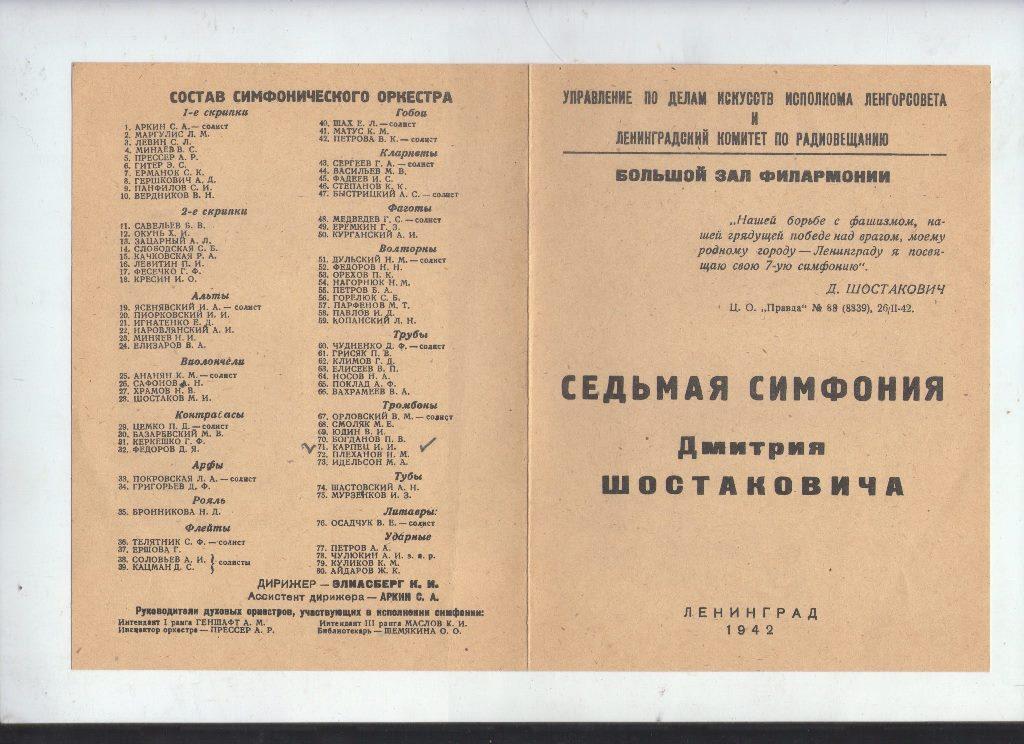 СОСТАВ СИМФОНИЧЕСКОГО ОРКЕСТРА
1-е скрипки
1. АРКИН С. А. — солист
2. МАРГУЛИС Л. М.
3. ЛЕВИН С. Л.
4. МИНАЕВ В. С.
5. ПРЕССЕР А. Р.
6. ГИТЕР Э. С.
7. ЕРМАНОК С. К.
8. ГЕРШКОВИЧ А. Д.
9. ПАНФИЛОВ С. И.
10. ВЕРДНИКОВ В. Н.
2-е скрипки
11. САВЕЛЬЕВ Б. В.
12. ОКУНЬ Х. И.
13. ЗАЦАРНЫЙ А. Л.
14. СЛОБОДСКАЯ С. Б.
15. КАЧКОВСКАЯ Р. А.
16. ЛЕВИТИН П. И.
17. ФЕСЕЧКО Г. Ф.
18. КРЕСИН И. О.
Альты
19. ЯСЕНЯВСКИЙ И. А. — солист
20. ПИОРКОВСКИЙ И. И.
21. ИГНАТЕНКО Е. Д.
22. НАРОВЛЯНСКИЙ А. И.
23. МИНЯЕВ Н. И.
24. ЕЛИЗАРОВ В. А.
Виолончели
25. АНАНЯН К. М. — солист
26. САФОНОВ А. Н.
27. ХРАМОВ Н. В.
28. ШОСТАКОВ М. И.
Контрабасы
29. ЦЕМКО П. Д. — солист
30. БАЗАРЕВСКИЙ М. В.
31. КЕРКЕШКО Г. Ф.
32. ФЕДОРОВ Д. Я.
Арфы
33. ПОКРОВСКАЯ Л. А. — солист
34. ГРИГОРЬЕВ Д. Ф.
Рояль
35. БРОННИКОВА Н. Д.
Флейты
36. ТЕЛЯТНИК С. Ф. — солист
37. ЕРШОВА Г.
38. СОЛОВЬЕВ А. И. } солисты
39. КАЦМАН Д. С.
Гобои
40. ШАХ Е. Л. — солист
41. МАТУС К. М.
42. ПЕТРОВА В. К. — солист
Кларнеты
43. СЕРГЕЕВ Г. А. — солист
44. ВАСИЛЬЕВ М. В.
45. ФАДЕЕВ И. С.
46. СТЕПАНОВ К. К.
47. БЫСТРИЦКИЙ А. С. — солист
Фаготы
48. МЕДВЕДЕВ Г. С. — солист
49. ЕРЕМКИН Г. З.
50. КУРГАНСКИЙ А. И.
Волторны
51. ДУЛЬСКИЙ Н. М. — солист
52. ФЕДОРОВ Н. Н.
53. ОРЕХОВ П. К.
54. НАГОРНЮК Н. М.
55. ПЕТРОВ Б. А.
56. ГОРЕЛЮК С. Б.
57. ПАРФЕНОВ М. Т.
58. ПАВЛОВ И. Д.
59. КОПАНСКИЙ Л. Н.
Трубы
60. ЧУДНЕНКО Д. Ф. — солист
61. ГРИСЯК П. В.
62. КЛИМОВ Г. Д.
63. ЕЛИСЕЕВ В. П.
64. НОСОВ Н. А.
65. ПОКЛАД А. Ф.
66. ВАХРАМЕЕВ В. А.
Тромбоны
67. ОРЛОВСКИЙ В. М. — солист
68. СМОЛЯК М. Е.
69. ЮДИН В. И.
70. БОГДАНОВ П. В.
71. КАРПЕЦ И. И.
72. ПЛЕХАНОВ Н. М.
73. ИДЕЛЬСОН М. А.
Тубы
74. ШАСТОВСКИЙ А. Н.
75. МУРЗЕНКОВ И. З.
Литавры:
76. ОСАДЧУК В. Е. — солист
Ударные
77. ПЕТРОВ А. А.
78. ЧУЛЮКИН А. И. з. а. р.
79. КУЛИКОВ К. М.
80. АЙДАРОВ Ж. К.
ДИРИЖЕР — ЭЛИАСБЕРГ К. И.
Ассистент дирижера — АРКИН С. А.
Руководители духовых оркестров, участвующих в исполнении симфонии:
Интендант I ранга ГЕНШАФТ А. М.
Инспектор оркестра — ПРЕССЕР А. Р.
Интендант III ранга МАСЛОВ К. И.
Библиотекарь — ШЕМЯКИНА О. О.
УПРАВЛЕНИЕ ПО ДЕЛАМ ИСКУССТВ ИСПОЛКОМА ЛЕНГОРСОВЕТА
И
ЛЕНИНГРАДСКИЙ КОМИТЕТ ПО РАДИОВЕЩАНИЮ
БОЛЬШОЙ ЗАЛ ФИЛАРМОНИИ
„Нашей борьбе с фашизмом, на-
шей грядущей победе над врагом, моему
родному городу — Ленинграду я посвя-
щаю свою 7-ую симфонию“.
Д. ШОСТАКОВИЧ
Ц. О. „Правда“ № 88 (8839), 26/II-42.
СЕДЬМАЯ СИМФОНИЯ
Дмитрия
ШОСТАКОВИЧА
ЛЕНИНГРАД
1942